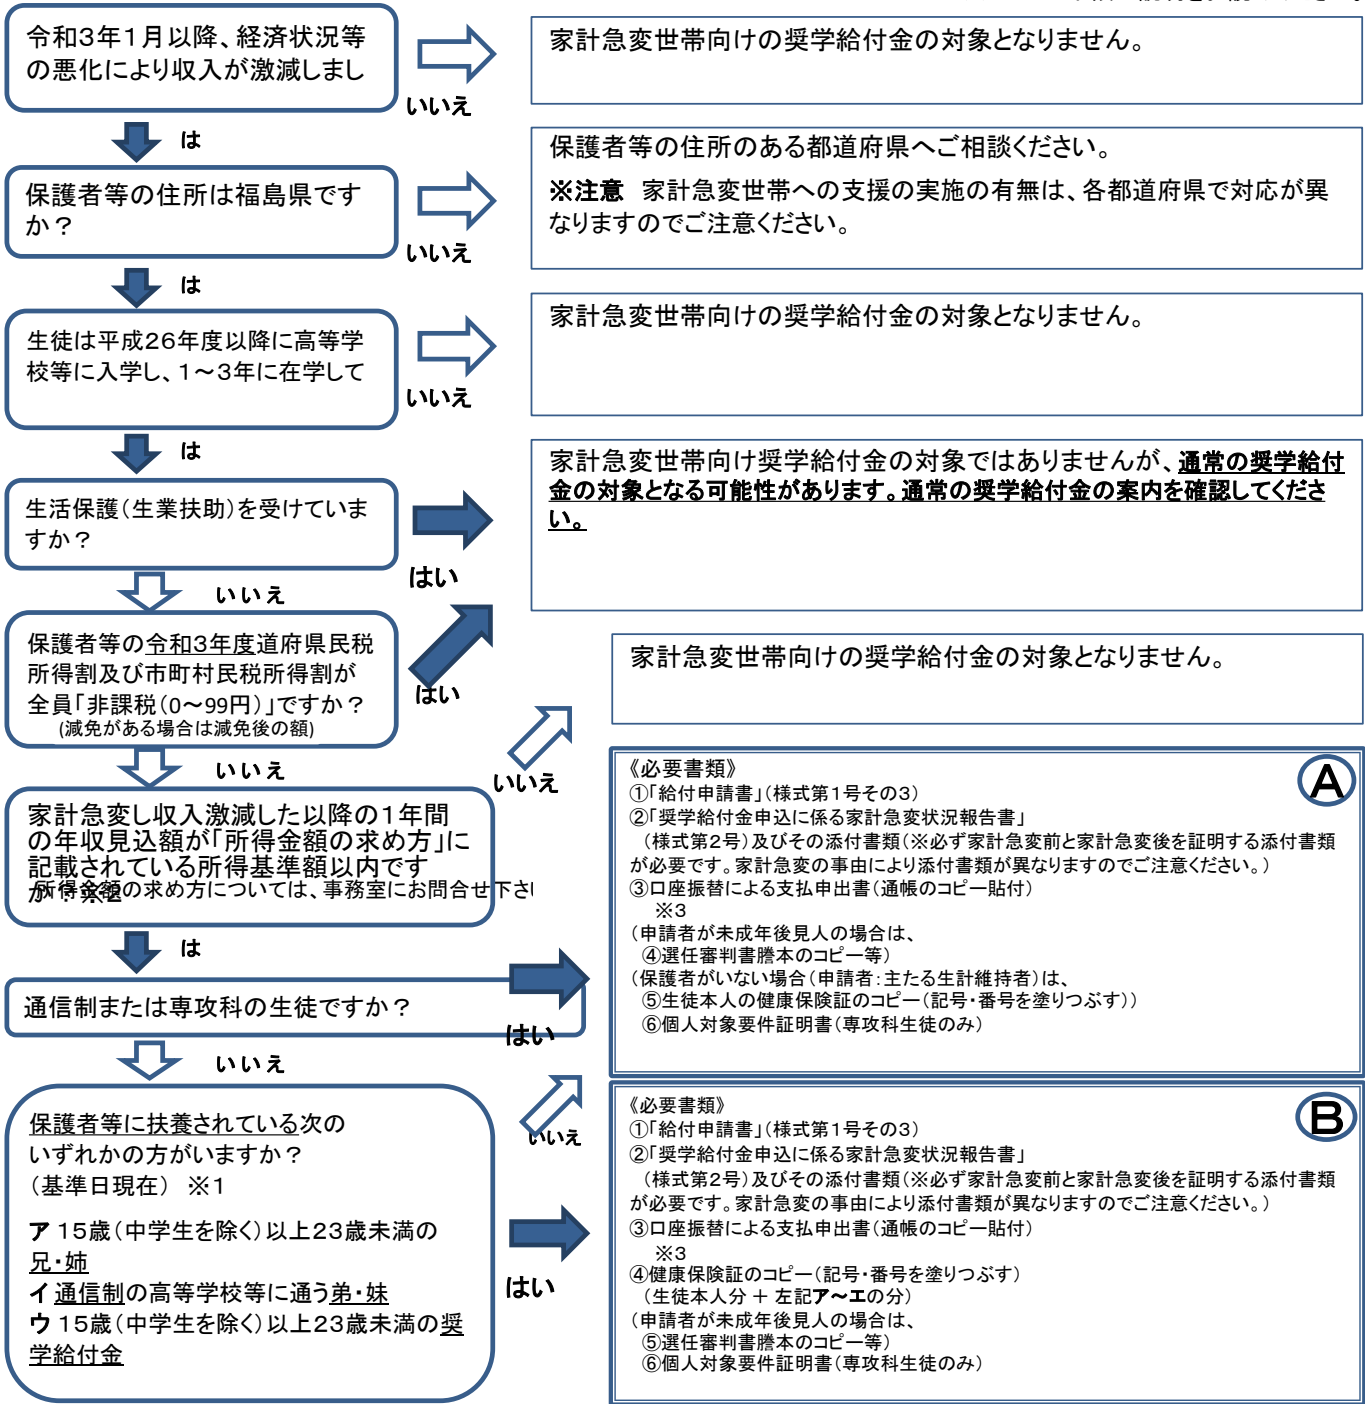 令和3年1月以降、経済状況等
の悪化により収入が激減しまし
いいえ
家計急変世帯向けの奨学給付金の対象となりません。
は
保護者等の住所は福島県です
か？
いいえ
保護者等の住所のある都道府県へご相談ください。
※注意　家計急変世帯への支援の実施の有無は、各都道府県で対応が異
なりますのでご注意ください。
は
生徒は平成26年度以降に高等学
校等に入学し、1～3年に在学して
いいえ
家計急変世帯向けの奨学給付金の対象となりません。
は
生活保護（生業扶助）を受けていま
すか？
はい
家計急変世帯向け奨学給付金の対象ではありませんが、通常の奨学給付
金の対象となる可能性があります。通常の奨学給付金の案内を確認してくださ
い。
いいえ
保護者等の令和3年度道府県民税
所得割及び市町村民税所得割が
全員「非課税（0～99円）」ですか？
(減免がある場合は減免後の額)
はい
いいえ
家計急変し収入激減した以降の1年間
の年収見込額が「所得金額の求め方」に
記載されている所得基準額以内です
か？※2
所得金額の求め方については、事務室にお問合せ下さ
いいえ
家計急変世帯向けの奨学給付金の対象となりません。
は
通信制または専攻科の生徒ですか？
はい
A
《必要書類》
①「給付申請書」（様式第1号その3）
②「奨学給付金申込に係る家計急変状況報告書」
（様式第2号）及びその添付書類（※必ず家計急変前と家計急変後を証明する添付書類
が必要です。家計急変の事由により添付書類が異なりますのでご注意ください。）
③口座振替による支払申出書（通帳のコピー貼付）
※3
（申請者が未成年後見人の場合は、
④選任審判書謄本のコピー等）
（保護者がいない場合（申請者：主たる生計維持者）は、
⑤生徒本人の健康保険証のコピー（記号・番号を塗りつぶす））
⑥個人対象要件証明書（専攻科生徒のみ）
いいえ
保護者等に扶養されている次の
いずれかの方がいますか？
（基準日現在）　※1
ア 15歳（中学生を除く）以上23歳未満の
兄・姉
イ 通信制の高等学校等に通う弟・妹
ウ 15歳（中学生を除く）以上23歳未満の奨
学給付金
いいえ
はい
B
《必要書類》
①「給付申請書」（様式第1号その3）
②「奨学給付金申込に係る家計急変状況報告書」
（様式第2号）及びその添付書類（※必ず家計急変前と家計急変後を証明する添付書類
が必要です。家計急変の事由により添付書類が異なりますのでご注意ください。）
③口座振替による支払申出書（通帳のコピー貼付）
※3
④健康保険証のコピー（記号・番号を塗りつぶす）
（生徒本人分 + 左記ア～エの分）
（申請者が未成年後見人の場合は、
⑤選任審判書謄本のコピー等）
⑥個人対象要件証明書（専攻科生徒のみ）